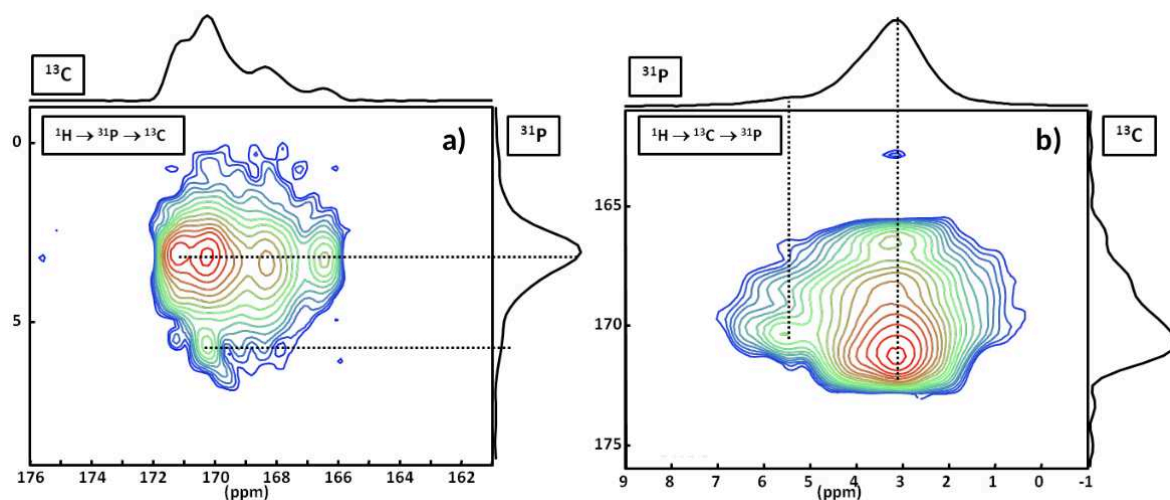 ¹³C
¹H → ³¹P → ¹³C
a)
³¹P
0
5
176 174 172 170 168 166 164 162
(ppm)
³¹P
¹H → ¹³C → ³¹P
b)
¹³C
165
170
175
9 8 7 6 5 4 3 2 1 0 -1
(ppm)